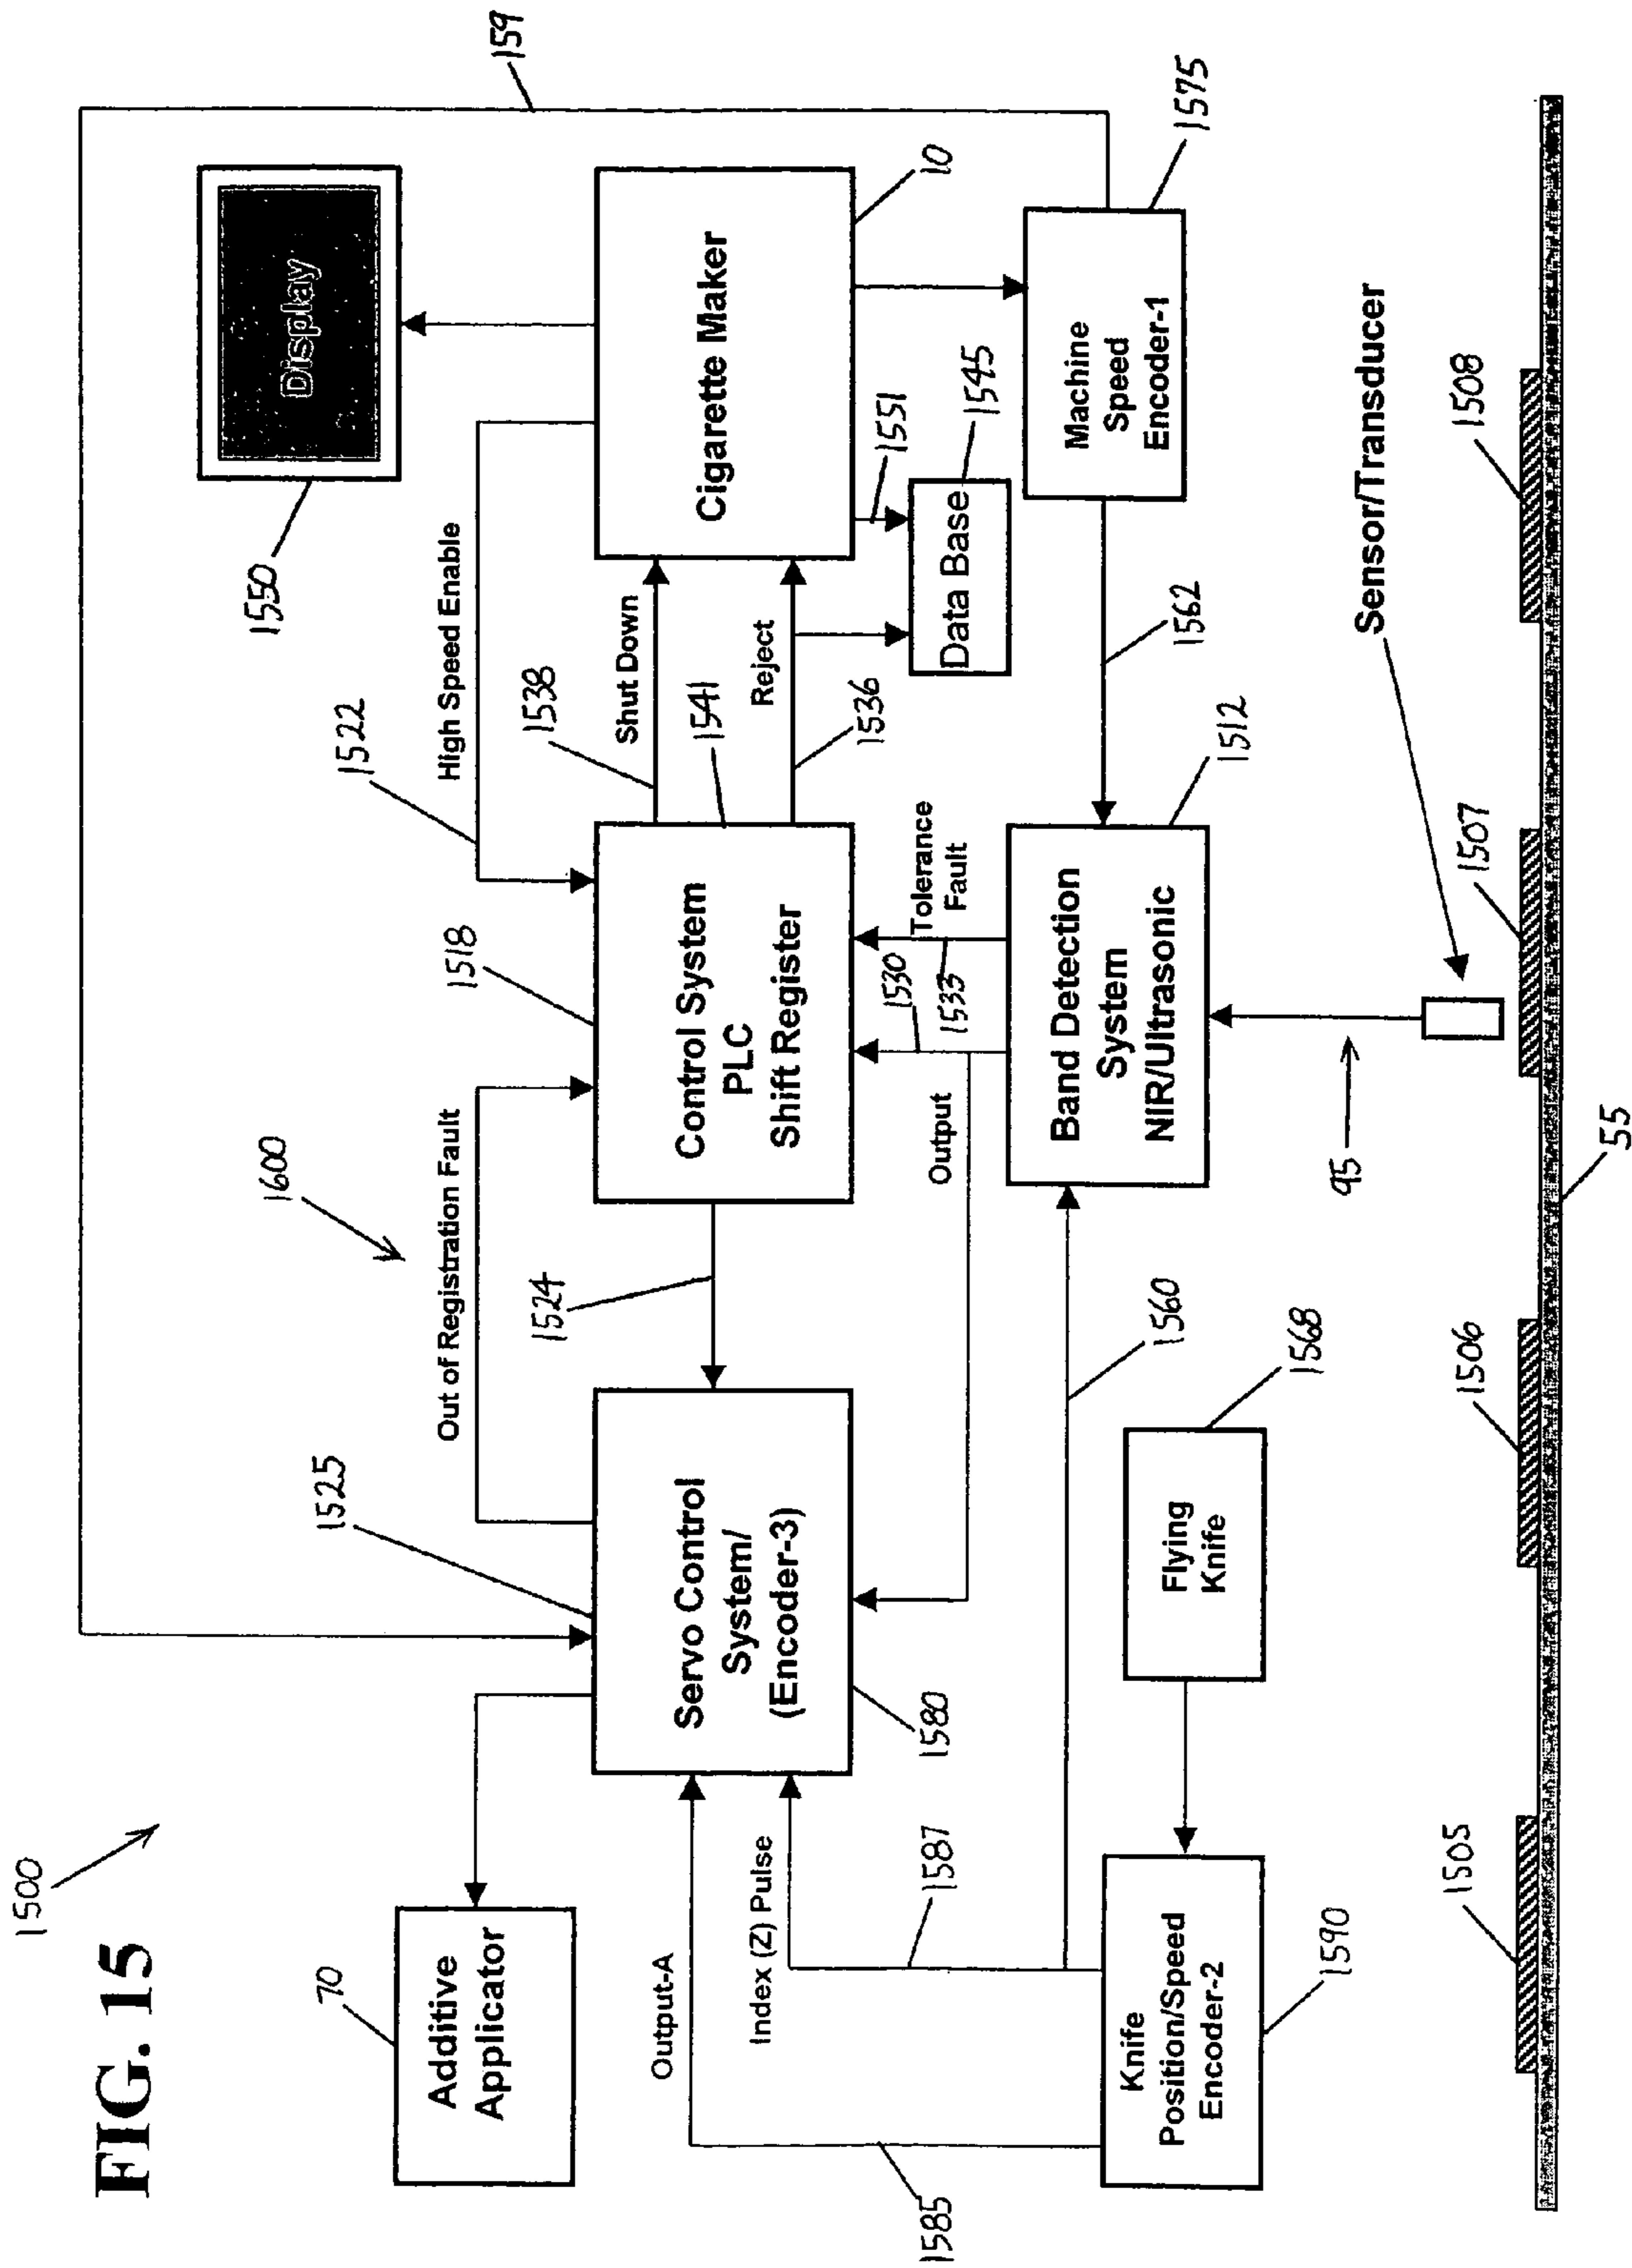 FIG. 15
1500
1550
Display
159
1522
High Speed Enable
1600
Out of Registration Fault
1525
70
Additive
Applicator
1518
1538
Shut Down
Cigarette Maker
10
Control System
PLC
Shift Register
1541
Reject
1536
1524
Servo Control
System/
(Encoder-3)
1580
Output-A
Index (Z) Pulse
1587
1585
Output
1530
1533
Tolerance
Fault
1551
Data Base
1545
Machine
Speed
Encoder-1
1575
1562
1512
Band Detection
System
NIR/Ultrasonic
1560
1568
Flying
Knife
Knife
Position/Speed
Encoder-2
1590
95
Sensor/Transducer
1505
1506
1507
1508
55